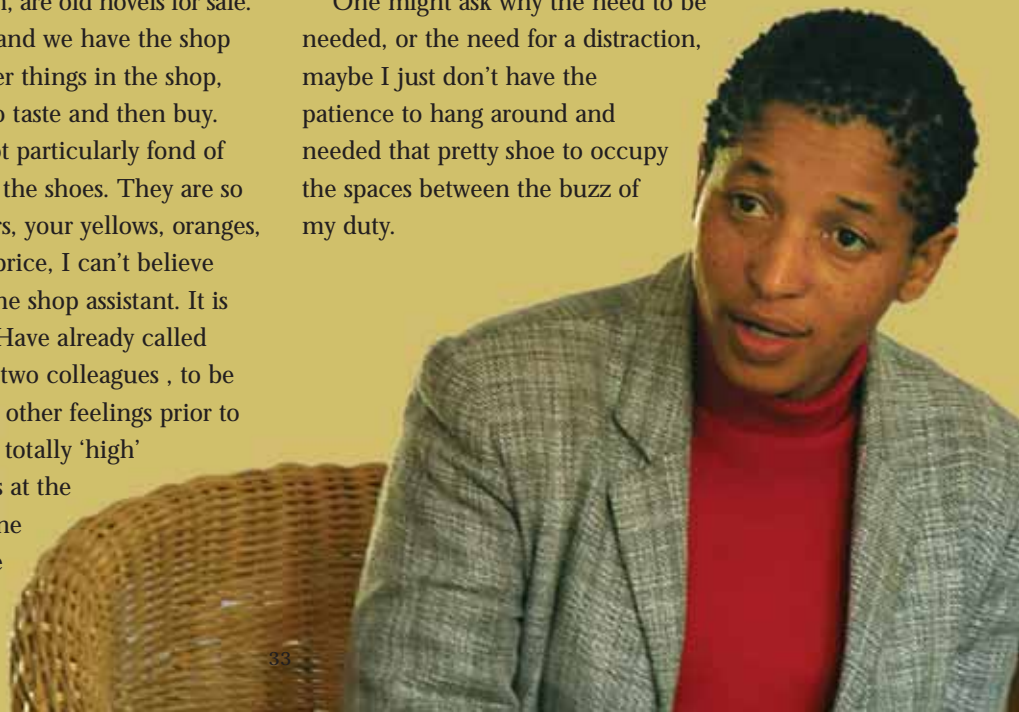 are old novels for sale.
and we have the shop
er things in the shop,
o taste and then buy.
ot particularly fond of
the shoes. They are so
rs, your yellows, oranges,
price, I can't believe
he shop assistant. It is
Have already called
two colleagues , to be
other feelings prior to
totally ‘high’
s at the
ne
e
One might ask why the need to be
needed, or the need for a distraction,
maybe I just don't have the
patience to hang around and
needed that pretty shoe to occupy
the spaces between the buzz of
my duty.
33